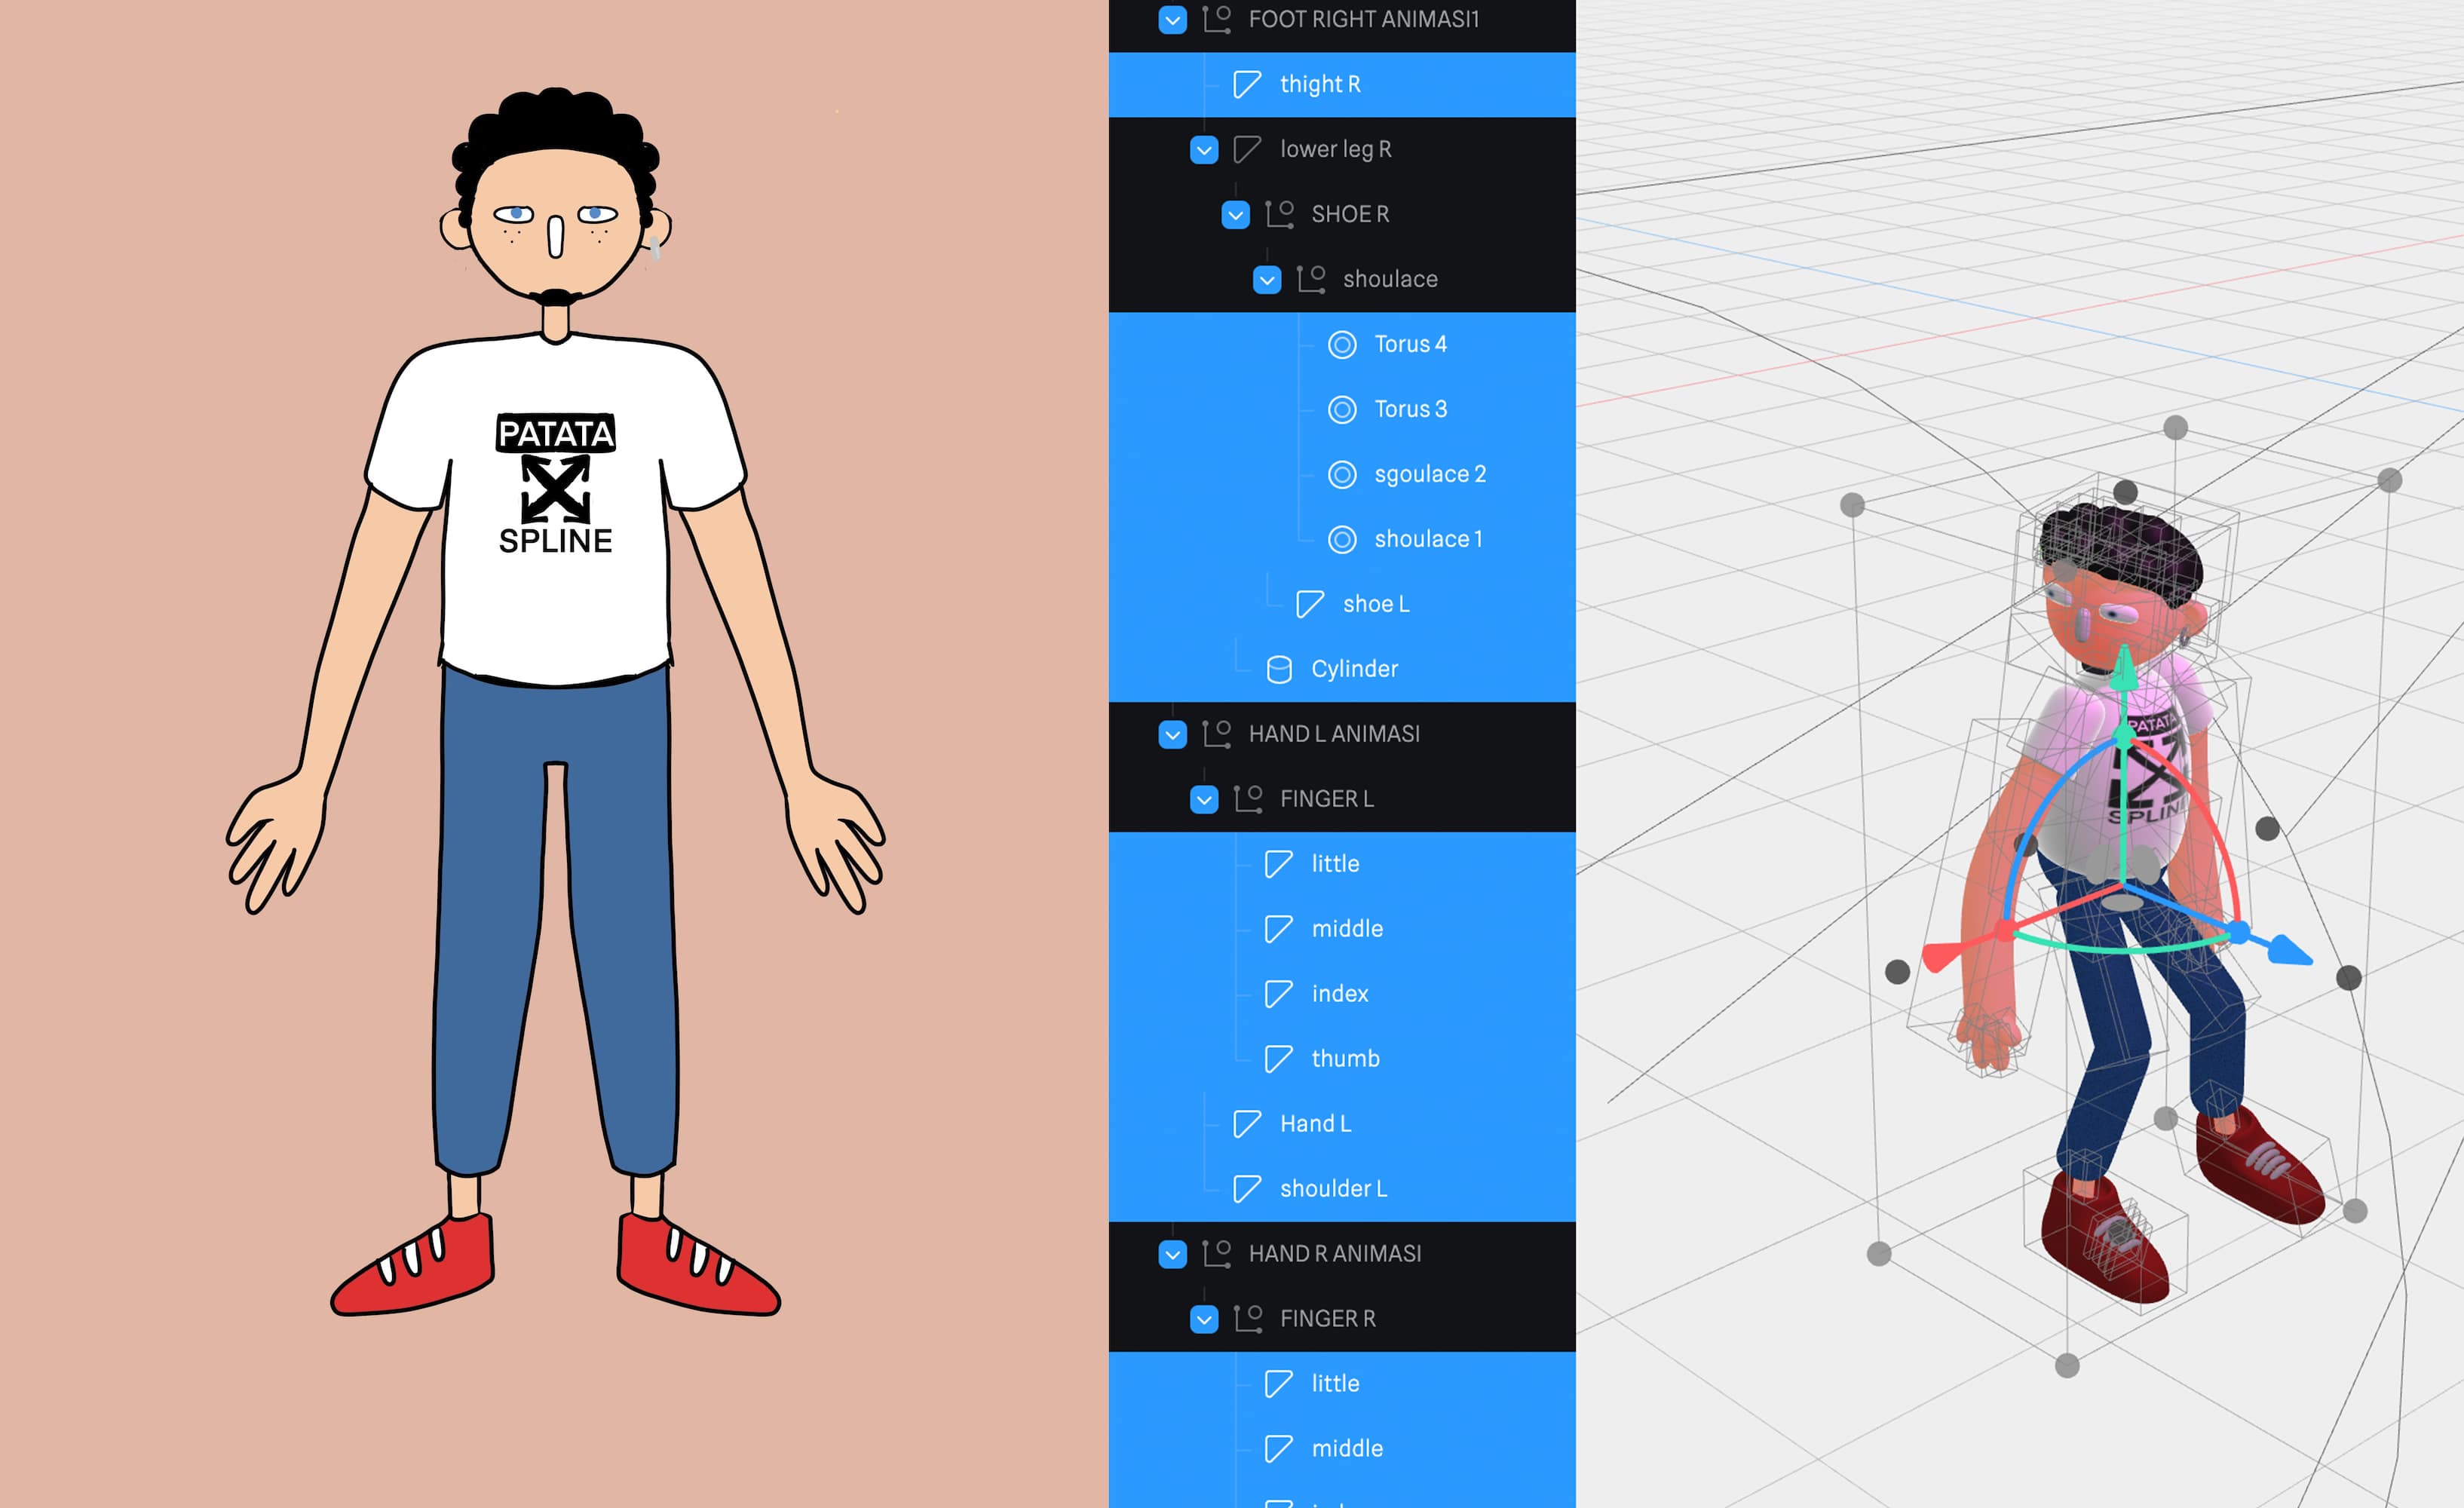 PATATA
SPLINE
FOOT RIGHT ANIMASI1
thight R
lower leg R
SHOE R
shoulace
Torus 4
Torus 3
sgoulace 2
shoulace 1
shoe L
Cylinder
HAND L ANIMASI
FINGER L
little
middle
index
thumb
Hand L
shoulder L
HAND R ANIMASI
FINGER R
little
middle
PATATA
SPLIN